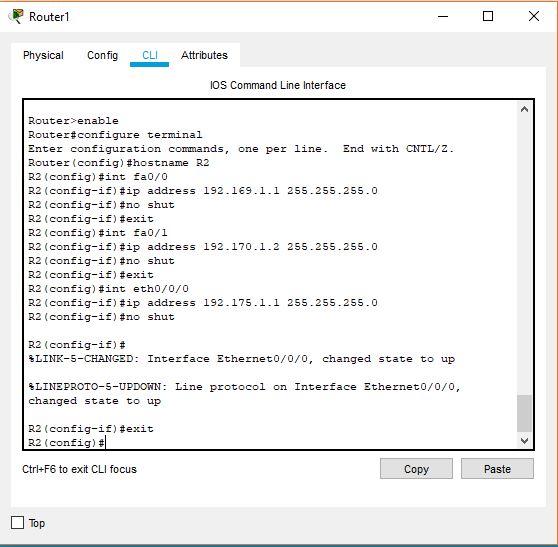 Router1
Physical Config CLI Attributes
IOS Command Line Interface
Router>enable
Router#configure terminal
Enter configuration commands, one per line.  End with CNTL/Z.
Router(config)#hostname R2
R2(config)#int fa0/0
R2(config-if)#ip address 192.169.1.1 255.255.255.0
R2(config-if)#no shut
R2(config-if)#exit
R2(config)#int fa0/1
R2(config-if)#ip address 192.170.1.2 255.255.255.0
R2(config-if)#no shut
R2(config-if)#exit
R2(config)#int eth0/0/0
R2(config-if)#ip address 192.175.1.1 255.255.255.0
R2(config-if)#no shut
R2(config-if)#
%LINK-5-CHANGED: Interface Ethernet0/0/0, changed state to up
%LINEPROTO-5-UPDOWN: Line protocol on Interface Ethernet0/0/0,
changed state to up
R2(config-if)#exit
R2(config)#
Ctrl+F6 to exit CLI focus Copy Paste
Top